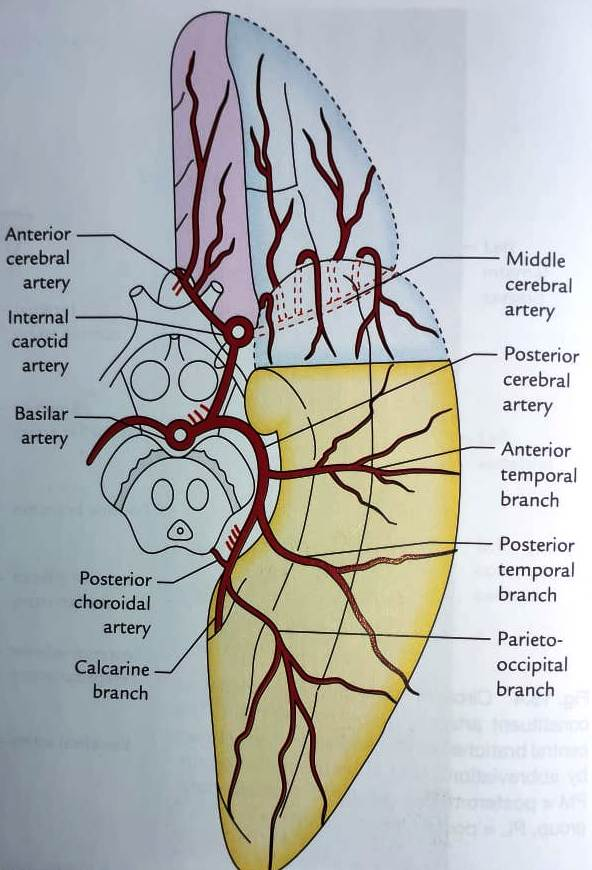 Anterior
cerebral
artery
Internal
carotid
artery
Basilar
artery
Posterior
choroidal
artery
Calcarine
branch
Middle
cerebral
artery
Posterior
cerebral
artery
Anterior
temporal
branch
Posterior
temporal
branch
Parieto-
occipital
branch